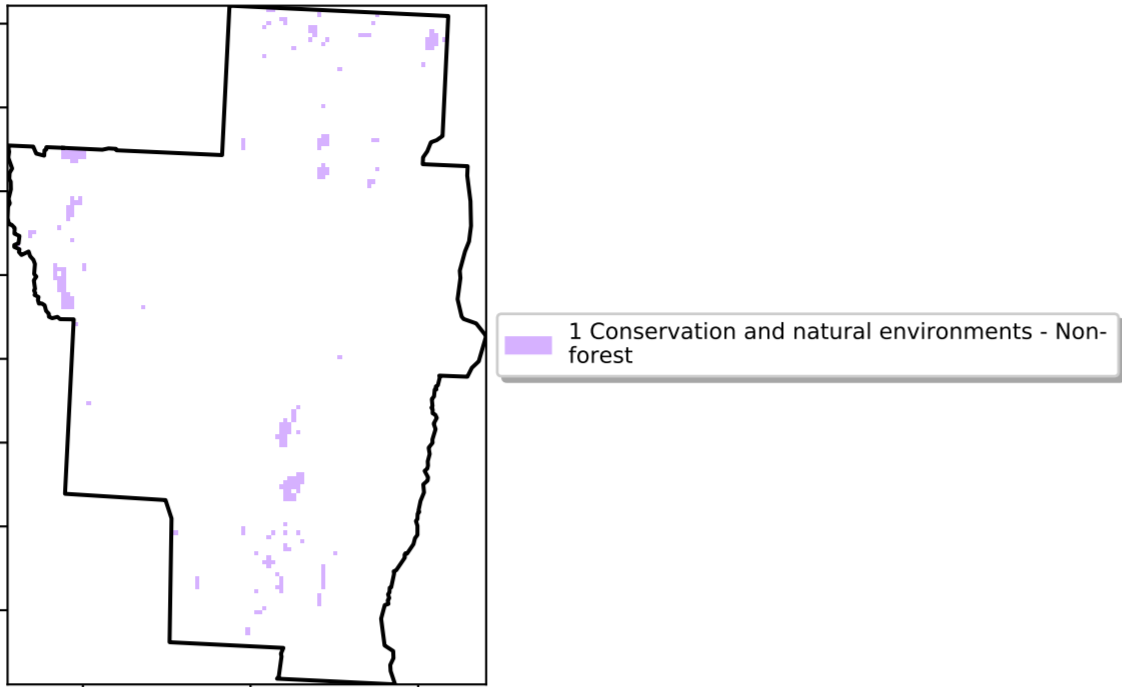 1 Conservation and natural environments - Non-
forest